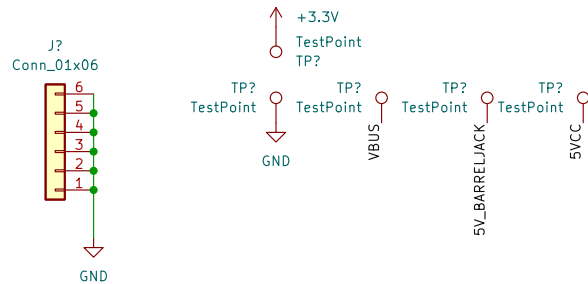 +3.3V
TestPoint
TP?
J?
Conn_01x06
6
5
4
3
2
1
GND
TP?
TestPoint
GND
TP?
TestPoint
VBUS
TP?
TestPoint
5V_BARRELJACK
TP?
TestPoint
5VCC